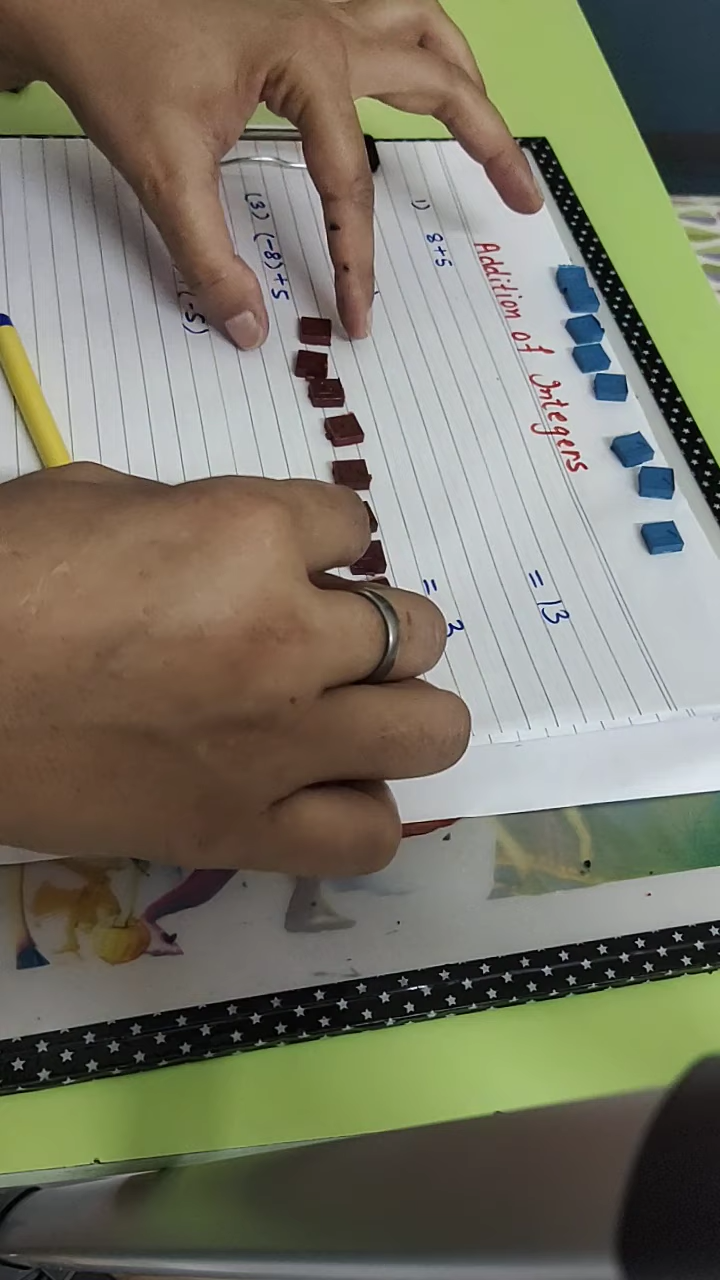 Addition of Integers
1) 8+5 = 13
= 3
(3) (-8)+5
(-5)